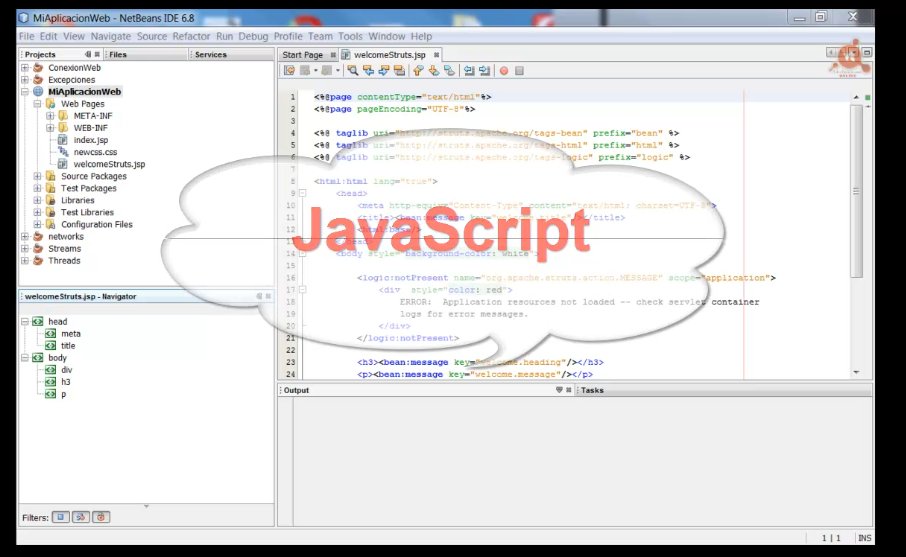 MiAplicacionWeb - NetBeans IDE 6.8
File Edit View Navigate Source Refactor Run Debug Profile Team Tools Window Help
Projects
Files
Services
ConexionWeb
Excepciones
MiAplicacionWeb
Web Pages
META-INF
WEB-INF
index.jsp
newcss.css
welcomeStruts.jsp
Source Packages
Test Packages
Libraries
Test Libraries
Configuration Files
networks
Streams
Threads
welcomeStruts.jsp - Navigator
head
meta
title
body
div
h3
p
Filters:
Start Page
welcomeStruts.jsp
1 <%@page contentType="text/html"%>
2 <%@page pageEncoding="UTF-8"%>
3
4 <%@ taglib uri="http://struts.apache.org/tags-bean" prefix="bean" %>
5 <%@ taglib uri="http://struts.apache.org/tags-html" prefix="html" %>
6 <%@ taglib uri="http://struts.apache.org/tags-logic" prefix="logic" %>
7
8 <html:html lang="true">
9 <head>
10 <meta http-equiv="Content-Type" content="text/html; charset=UTF-8">
11 <title><bean:message key="welcome.title"/></title>
12 <html:base/>
13 </head>
14 <body style="background-color: white">
15
16 <logic:notPresent name="org.apache.struts.action.MESSAGE" scope="application">
17 <div style="color: red">
18 ERROR: Application resources not loaded -- check servlet container
19 logs for error messages.
20 </div>
21 </logic:notPresent>
22
23 <h3><bean:message key="welcome.heading"/></h3>
24 <p><bean:message key="welcome.message"/></p>
JavaScript
Output
Tasks
1 | 1 INS